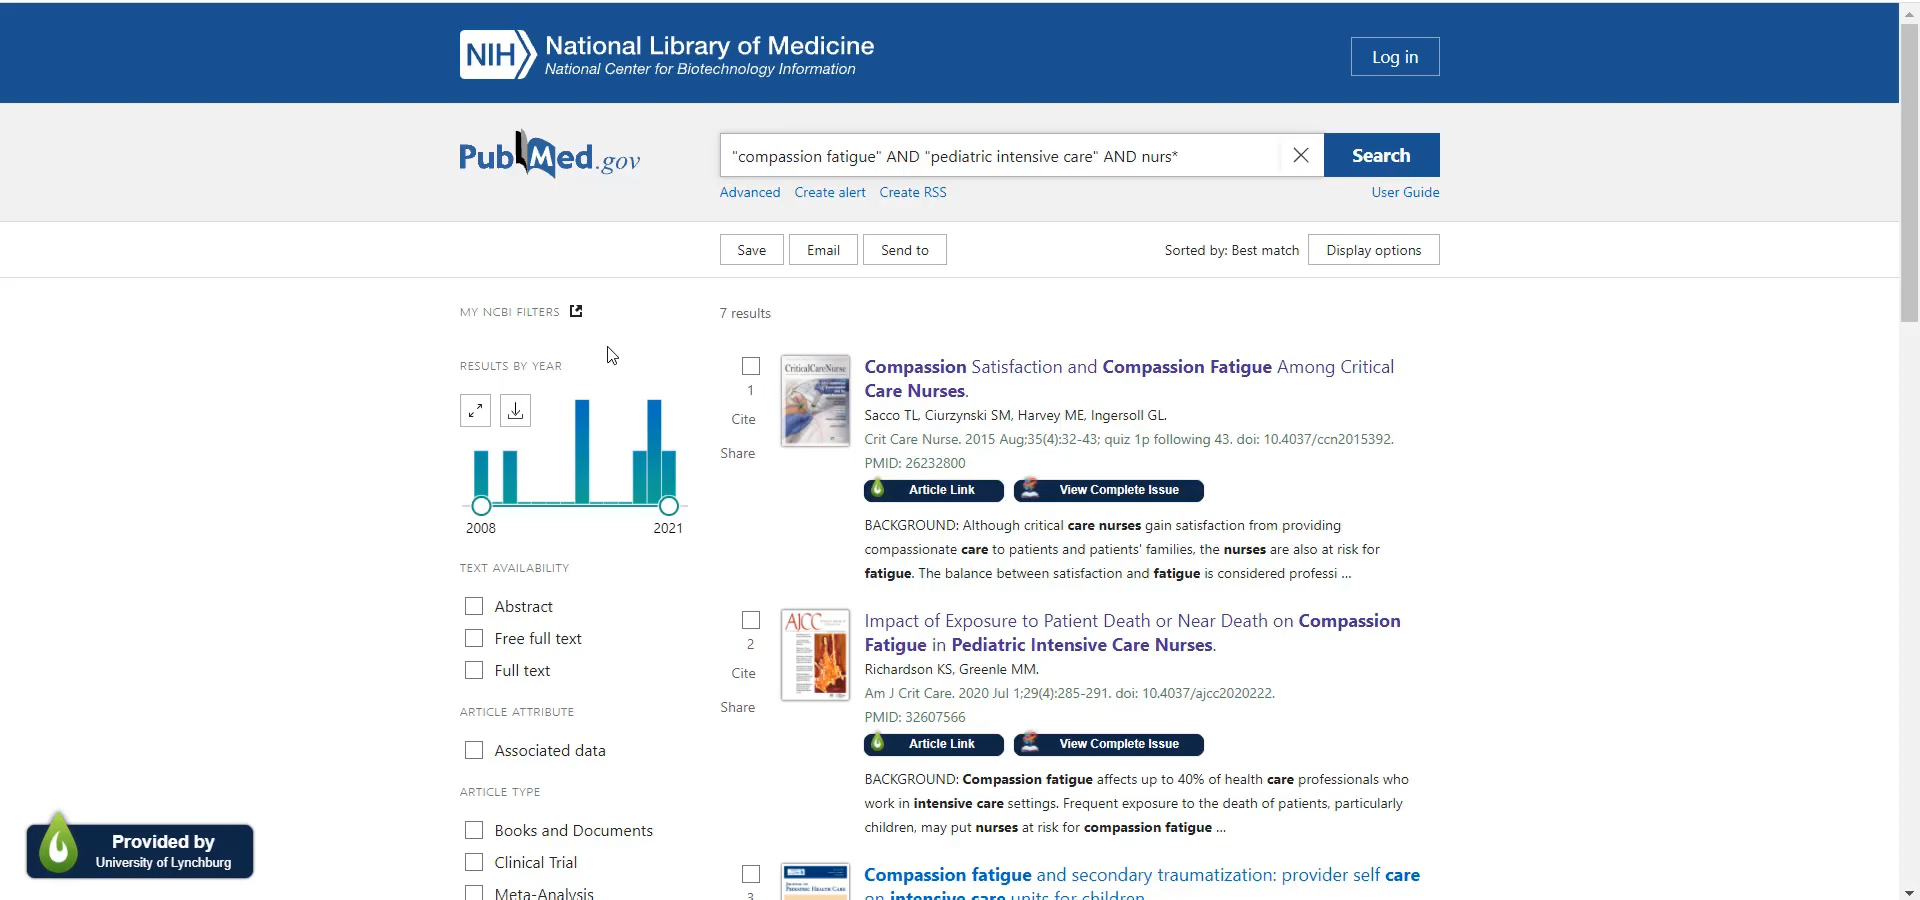 NIH National Library of Medicine
National Center for Biotechnology Information
Log in
PubMed.gov
"compassion fatigue" AND "pediatric intensive care" AND nurs*
Search
Advanced Create alert Create RSS
User Guide
Save Email Send to
Sorted by: Best match Display options
MY NCBI FILTERS
RESULTS BY YEAR
2008 2021
TEXT AVAILABILITY
Abstract
Free full text
Full text
ARTICLE ATTRIBUTE
Associated data
ARTICLE TYPE
Books and Documents
Clinical Trial
Meta-Analysis
7 results
1
Cite
Share
CriticalCareNurse
Compassion Satisfaction and Compassion Fatigue Among Critical
Care Nurses.
Sacco TL, Ciurzynski SM, Harvey ME, Ingersoll GL.
Crit Care Nurse. 2015 Aug;35(4):32-43; quiz 1p following 43. doi: 10.4037/ccn2015392.
PMID: 26232800
Article Link View Complete Issue
BACKGROUND: Although critical care nurses gain satisfaction from providing
compassionate care to patients and patients' families, the nurses are also at risk for
fatigue. The balance between satisfaction and fatigue is considered professi ...
2
Cite
Share
AJCC
Impact of Exposure to Patient Death or Near Death on Compassion
Fatigue in Pediatric Intensive Care Nurses.
Richardson KS, Greenle MM.
Am J Crit Care. 2020 Jul 1;29(4):285-291. doi: 10.4037/ajcc2020222.
PMID: 32607566
Article Link View Complete Issue
BACKGROUND: Compassion fatigue affects up to 40% of health care professionals who
work in intensive care settings. Frequent exposure to the death of patients, particularly
children, may put nurses at risk for compassion fatigue ...
3
PEDIATRIC HEALTH CARE
Compassion fatigue and secondary traumatization: provider self care
on intensive care units for children.
Provided by
University of Lynchburg